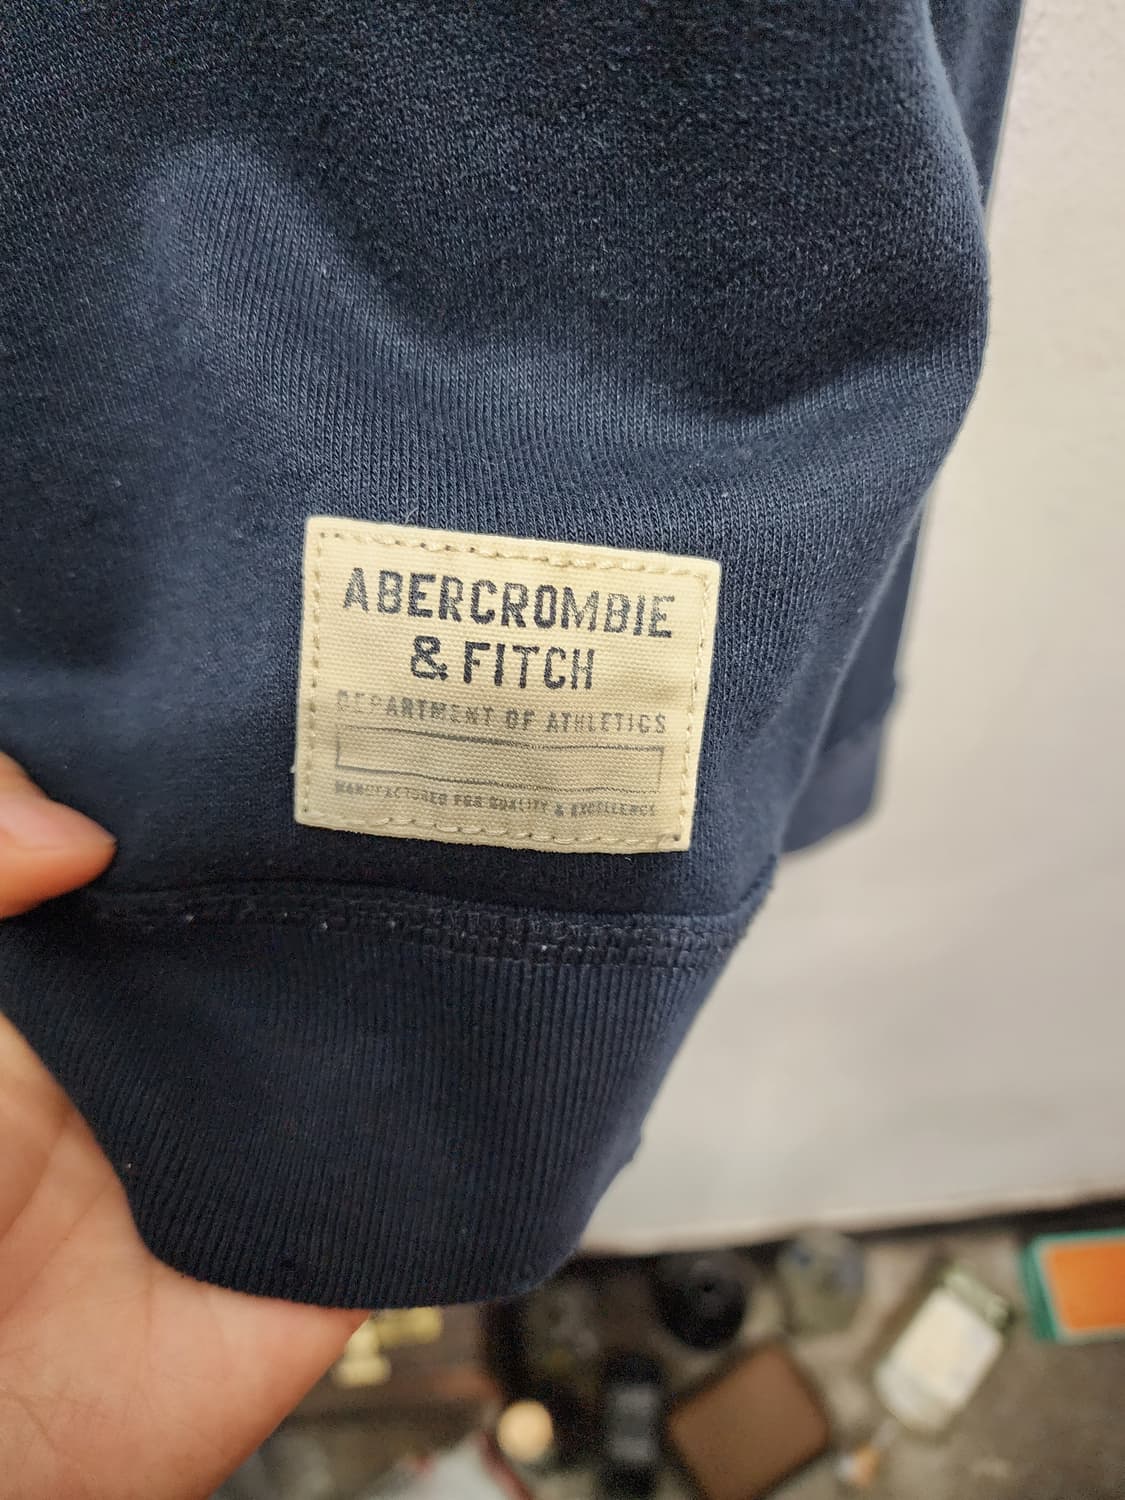 ABERCROMBIE
& FITCH
DEPARTMENT OF ATHLETICS
MANUFACTURED FOR QUALITY & EXCELLENCE